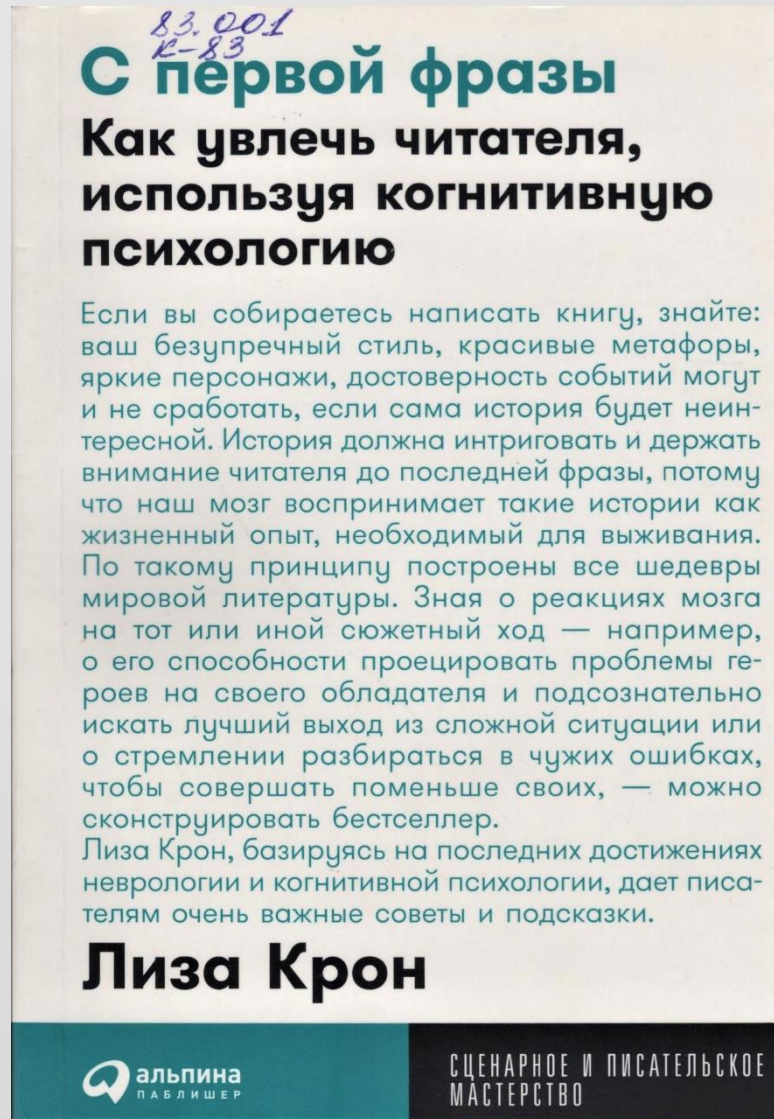 83.001
К-83
С первой фразы
Как увлечь читателя,
используя когнитивную
психологию
Если вы собираетесь написать книгу, знайте:
ваш безупречный стиль, красивые метафоры,
яркие персонажи, достоверность событий могут
и не сработать, если сама история будет неин-
тересной. История должна интриговать и держать
внимание читателя до последней фразы, потому
что наш мозг воспринимает такие истории как
жизненный опыт, необходимый для выживания.
По такому принципу построены все шедевры
мировой литературы. Зная о реакциях мозга
на тот или иной сюжетный ход — например,
о его способности проецировать проблемы ге-
роев на своего обладателя и подсознательно
искать лучший выход из сложной ситуации или
о стремлении разбираться в чужих ошибках,
чтобы совершать поменьше своих, — можно
сконструировать бестселлер.
Лиза Крон, базируясь на последних достижениях
неврологии и когнитивной психологии, дает писа-
телям очень важные советы и подсказки.
Лиза Крон
альпина
ПАБЛИШЕР
СЦЕНАРНОЕ И ПИСАТЕЛЬСКОЕ
МАСТЕРСТВО